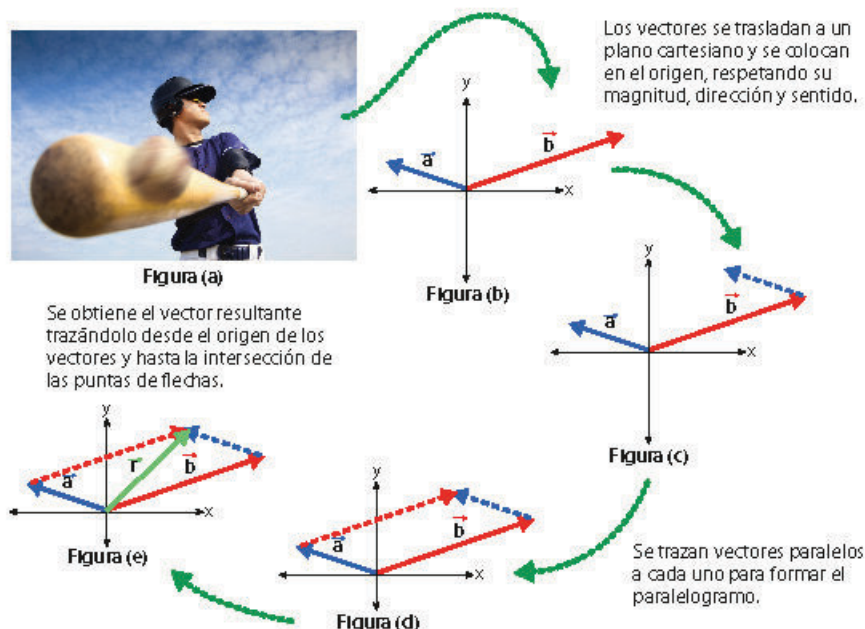 Los vectores se trasladan a un
plano cartesiano y se colocan
en el origen, respetando su
magnitud, dirección y sentido.
Figura (a)
y
a
b
x
Figura (b)
y
a
b
x
Figura (c)
Se trazan vectores paralelos
a cada uno para formar el
paralelogramo.
y
a
b
x
Figura (d)
Se obtiene el vector resultante
trazándolo desde el origen de los
vectores y hasta la intersección de
las puntas de flechas.
y
a
r
b
x
Figura (e)